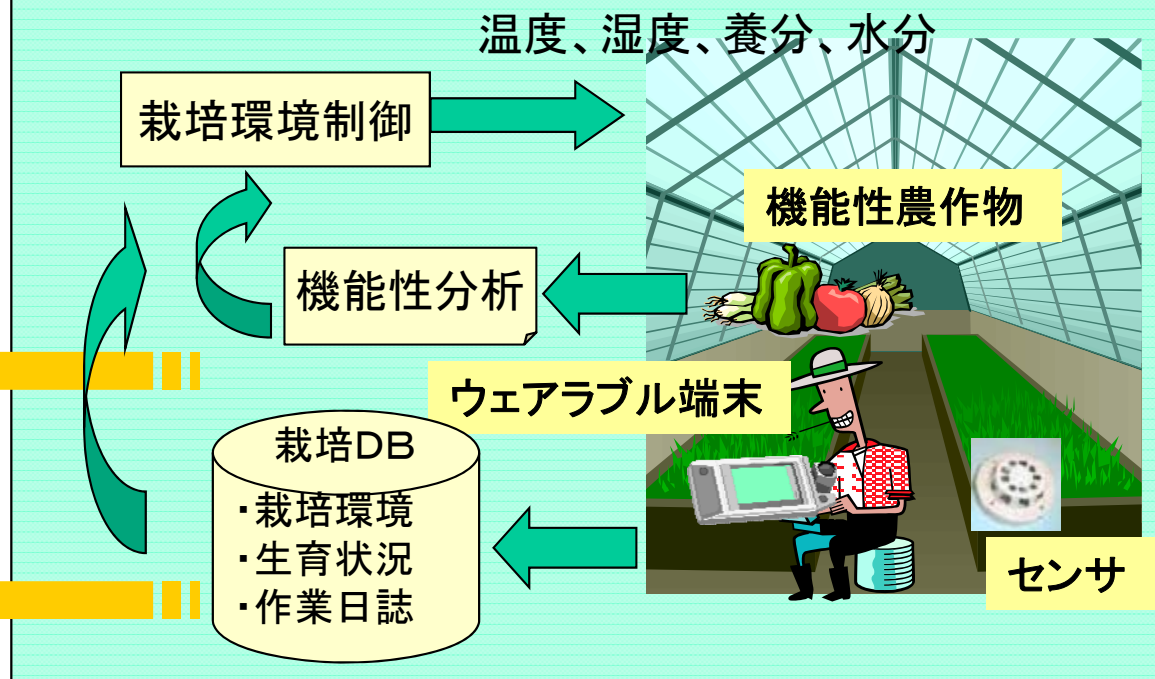 温度、湿度、養分、水分
栽培環境制御
機能性農作物
機能性分析
ウェアラブル端末
栽培DB
・栽培環境
・生育状況
・作業日誌
センサ